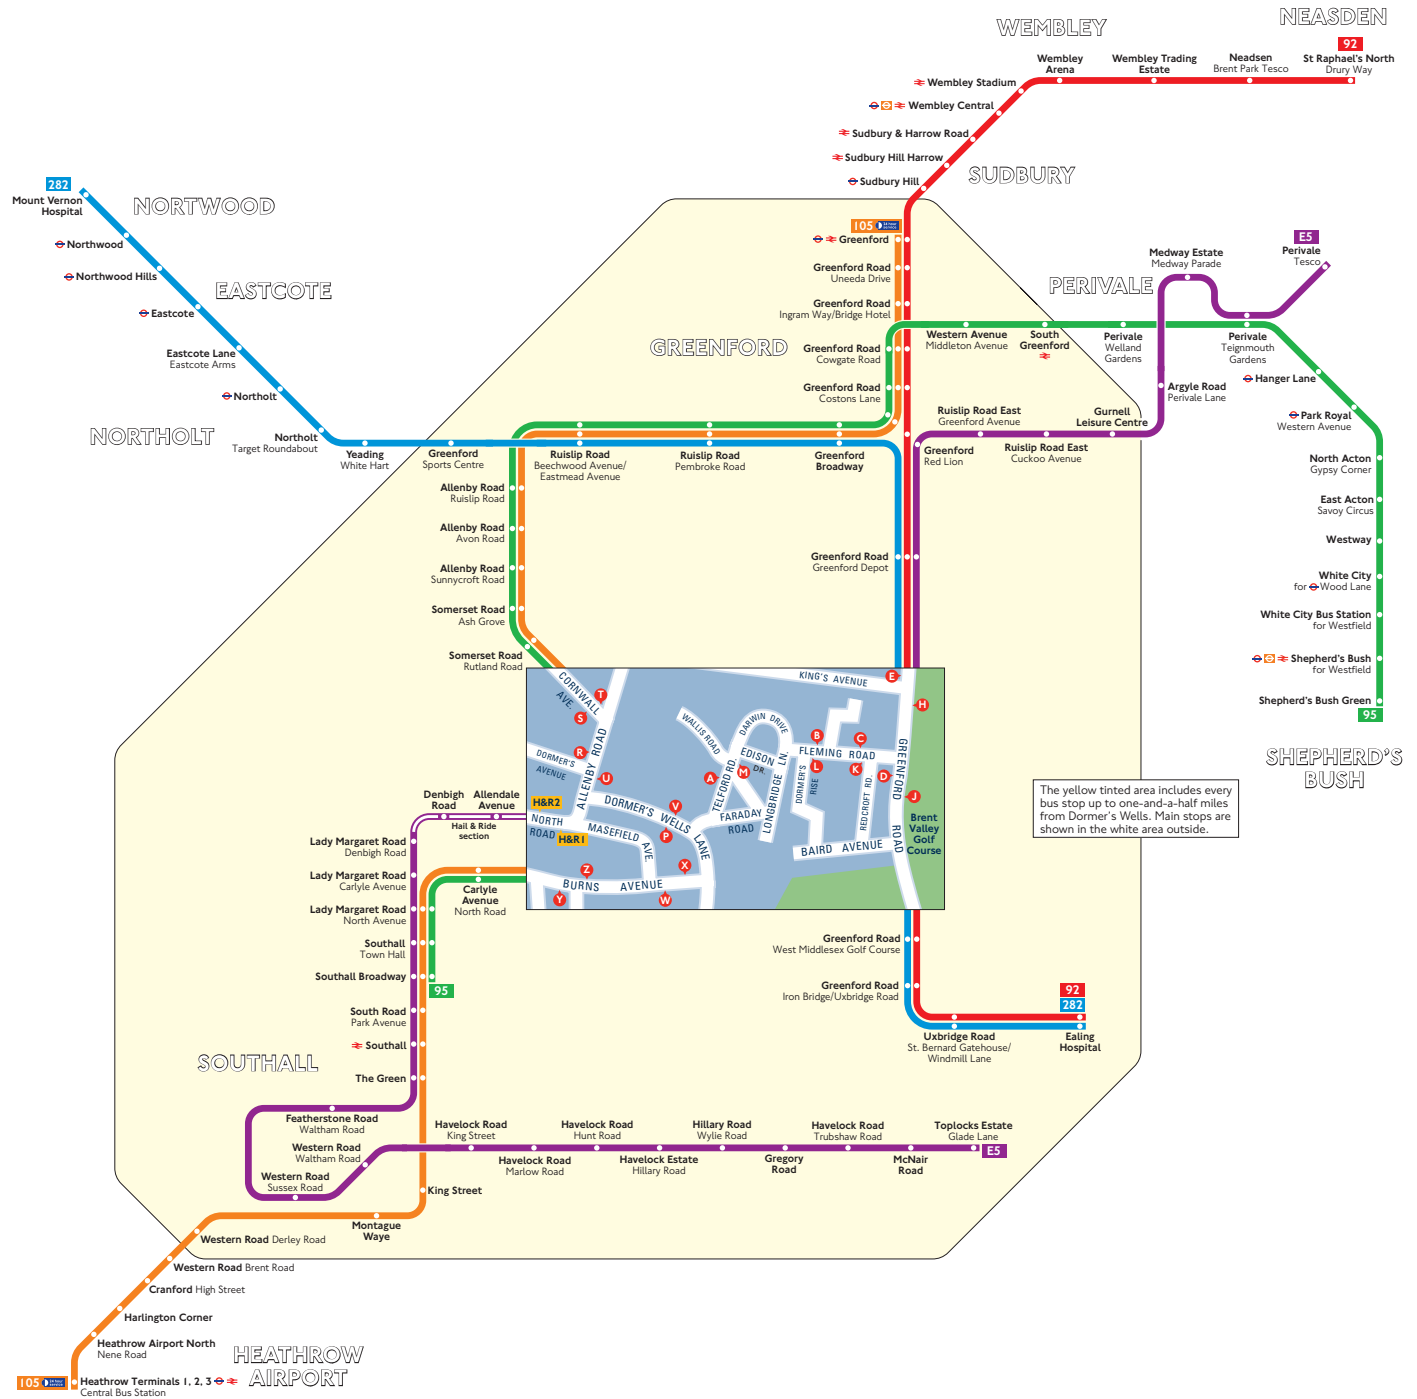 NEASDEN
WEMBLEY
92
St Raphael's North
Drury Way
Neadsen
Brent Park Tesco
Wembley Trading
Estate
Wembley
Arena
Wembley Stadium
Wembley Central
Sudbury & Harrow Road
Sudbury Hill Harrow
Sudbury Hill
SUDBURY
282
Mount Vernon
Hospital
NORTWOOD
Northwood
Northwood Hills
EASTCOTE
Eastcote
Eastcote Lane
Eastcote Arms
Northolt
NORTHOLT
Northolt
Target Roundabout
Yeading
White Hart
Greenford
Sports Centre
105
24 hour
service
Greenford
Greenford Road
Uneeda Drive
Greenford Road
Ingram Way/Bridge Hotel
GREENFORD
Greenford Road
Cowgate Road
Greenford Road
Costons Lane
Western Avenue
Middleton Avenue
South
Greenford
PERIVALE
Medway Estate
Medway Parade
E5
Perivale
Tesco
Perivale
Welland
Gardens
Perivale
Teignmouth
Gardens
Hanger Lane
Park Royal
Western Avenue
Argyle Road
Perivale Lane
Gurnell
Leisure Centre
Ruislip Road East
Greenford Avenue
Ruislip Road East
Cuckoo Avenue
Greenford
Red Lion
Ruislip Road
Beechwood Avenue/
Eastmead Avenue
Ruislip Road
Pembroke Road
Greenford
Broadway
North Acton
Gypsy Corner
East Acton
Savoy Circus
Westway
White City
for Wood Lane
White City Bus Station
for Westfield
Shepherd's Bush
for Westfield
Shepherd's Bush Green
95
SHEPHERD'S
BUSH
Allenby Road
Ruislip Road
Allenby Road
Avon Road
Allenby Road
Sunnycroft Road
Somerset Road
Ash Grove
Somerset Road
Rutland Road
Greenford Road
Greenford Depot
CORNWALL
AVE.
KING'S AVENUE
E
H
T
S
R
U
WALLIS ROAD
DARWIN DRIVE
EDISON
DR.
B
C
FLEMING ROAD
L
K
D
J
A
M
DORMER'S
AVENUE
ALLENBY ROAD
TELFORD RD.
LONGBRIDGE LN.
DORMER'S
RISE
REDCROFT RD.
GREENFORD ROAD
DORMER'S WELLS LANE
V
P
FARADAY
ROAD
BAIRD AVENUE
Brent
Valley
Golf
Course
H&R2
NORTH
ROAD
H&R1
MASEFIELD AVE.
Z
X
BURNS AVENUE
Y
W
The yellow tinted area includes every
bus stop up to one-and-a-half miles
from Dormer's Wells. Main stops are
shown in the white area outside.
Denbigh
Road
Allendale
Avenue
Hail & Ride
section
Lady Margaret Road
Denbigh Road
Lady Margaret Road
Carlyle Avenue
Lady Margaret Road
North Avenue
Carlyle
Avenue
North Road
Southall
Town Hall
Southall Broadway
95
South Road
Park Avenue
Southall
The Green
SOUTHALL
Greenford Road
West Middlesex Golf Course
Greenford Road
Iron Bridge/Uxbridge Road
92
282
Uxbridge Road
St. Bernard Gatehouse/
Windmill Lane
Ealing
Hospital
Featherstone Road
Waltham Road
Western Road
Waltham Road
Western Road
Sussex Road
Havelock Road
King Street
Havelock Road
Marlow Road
Havelock Road
Hunt Road
Havelock Estate
Hillary Road
Hillary Road
Wylie Road
Gregory
Road
Havelock Road
Trubshaw Road
McNair
Road
Toplocks Estate
Glade Lane
E5
King Street
Montague
Waye
Western Road Derley Road
Western Road Brent Road
Cranford High Street
Harlington Corner
Heathrow Airport North
Nene Road
HEATHROW
AIRPORT
105
24 hour
service
Heathrow Terminals 1, 2, 3
Central Bus Station